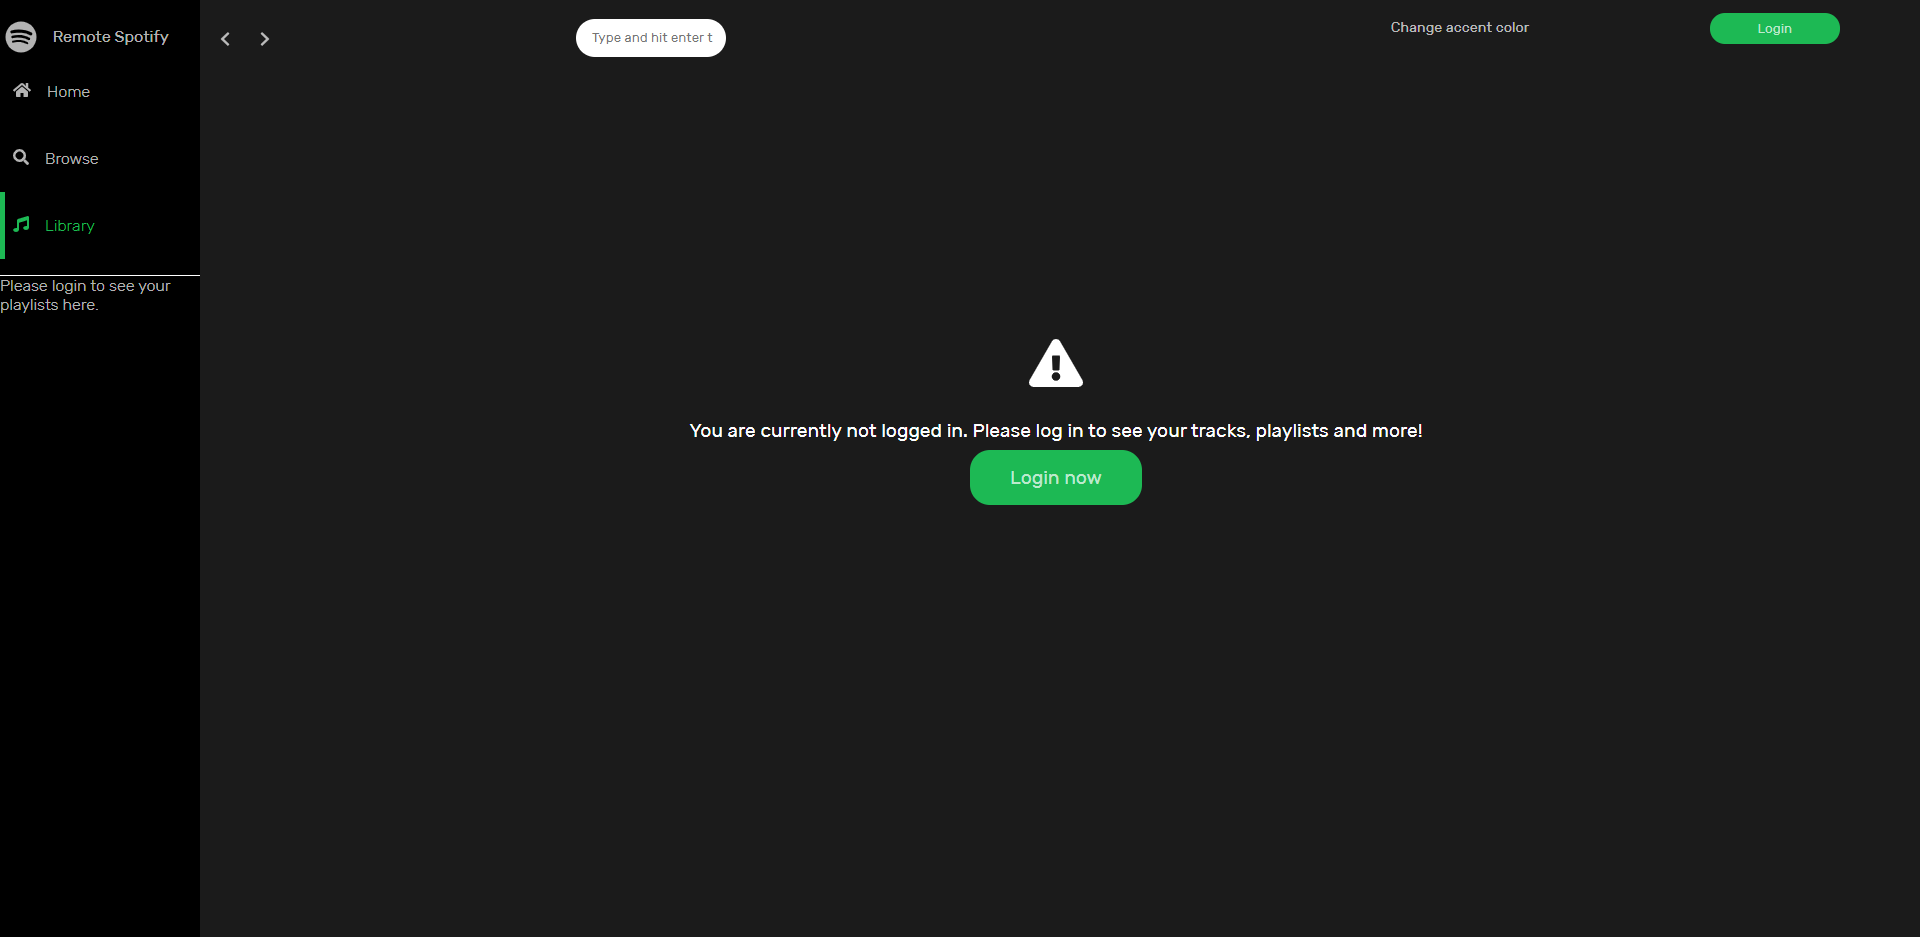 Remote Spotify
Type and hit enter t
Change accent color
Login
Home
Browse
Library
Please login to see your
playlists here.
You are currently not logged in. Please log in to see your tracks, playlists and more!
Login now